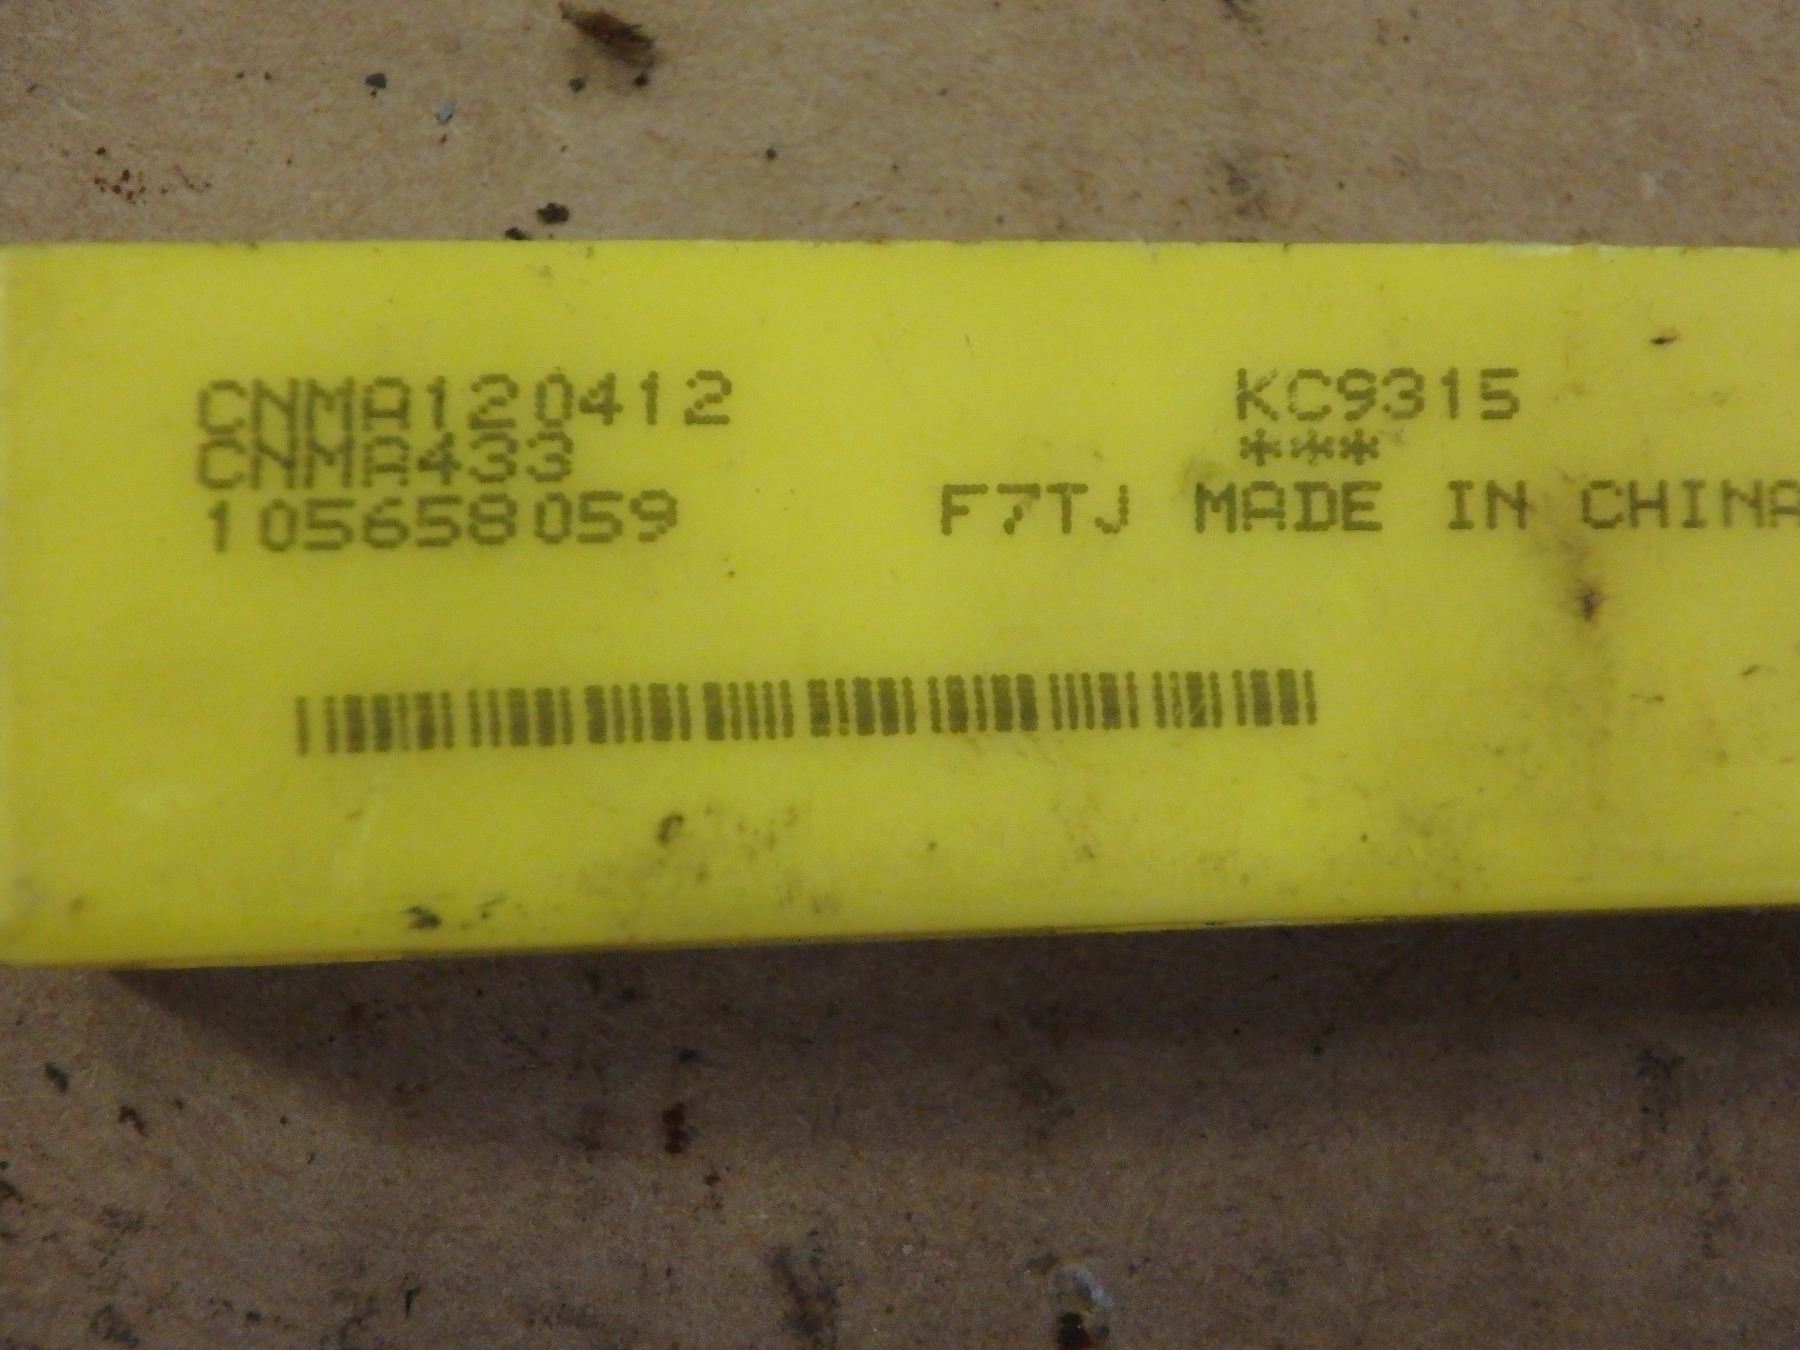 CNMA120412 KC9315
CNMA433 ***
105658059 F7TJ MADE IN CHINA